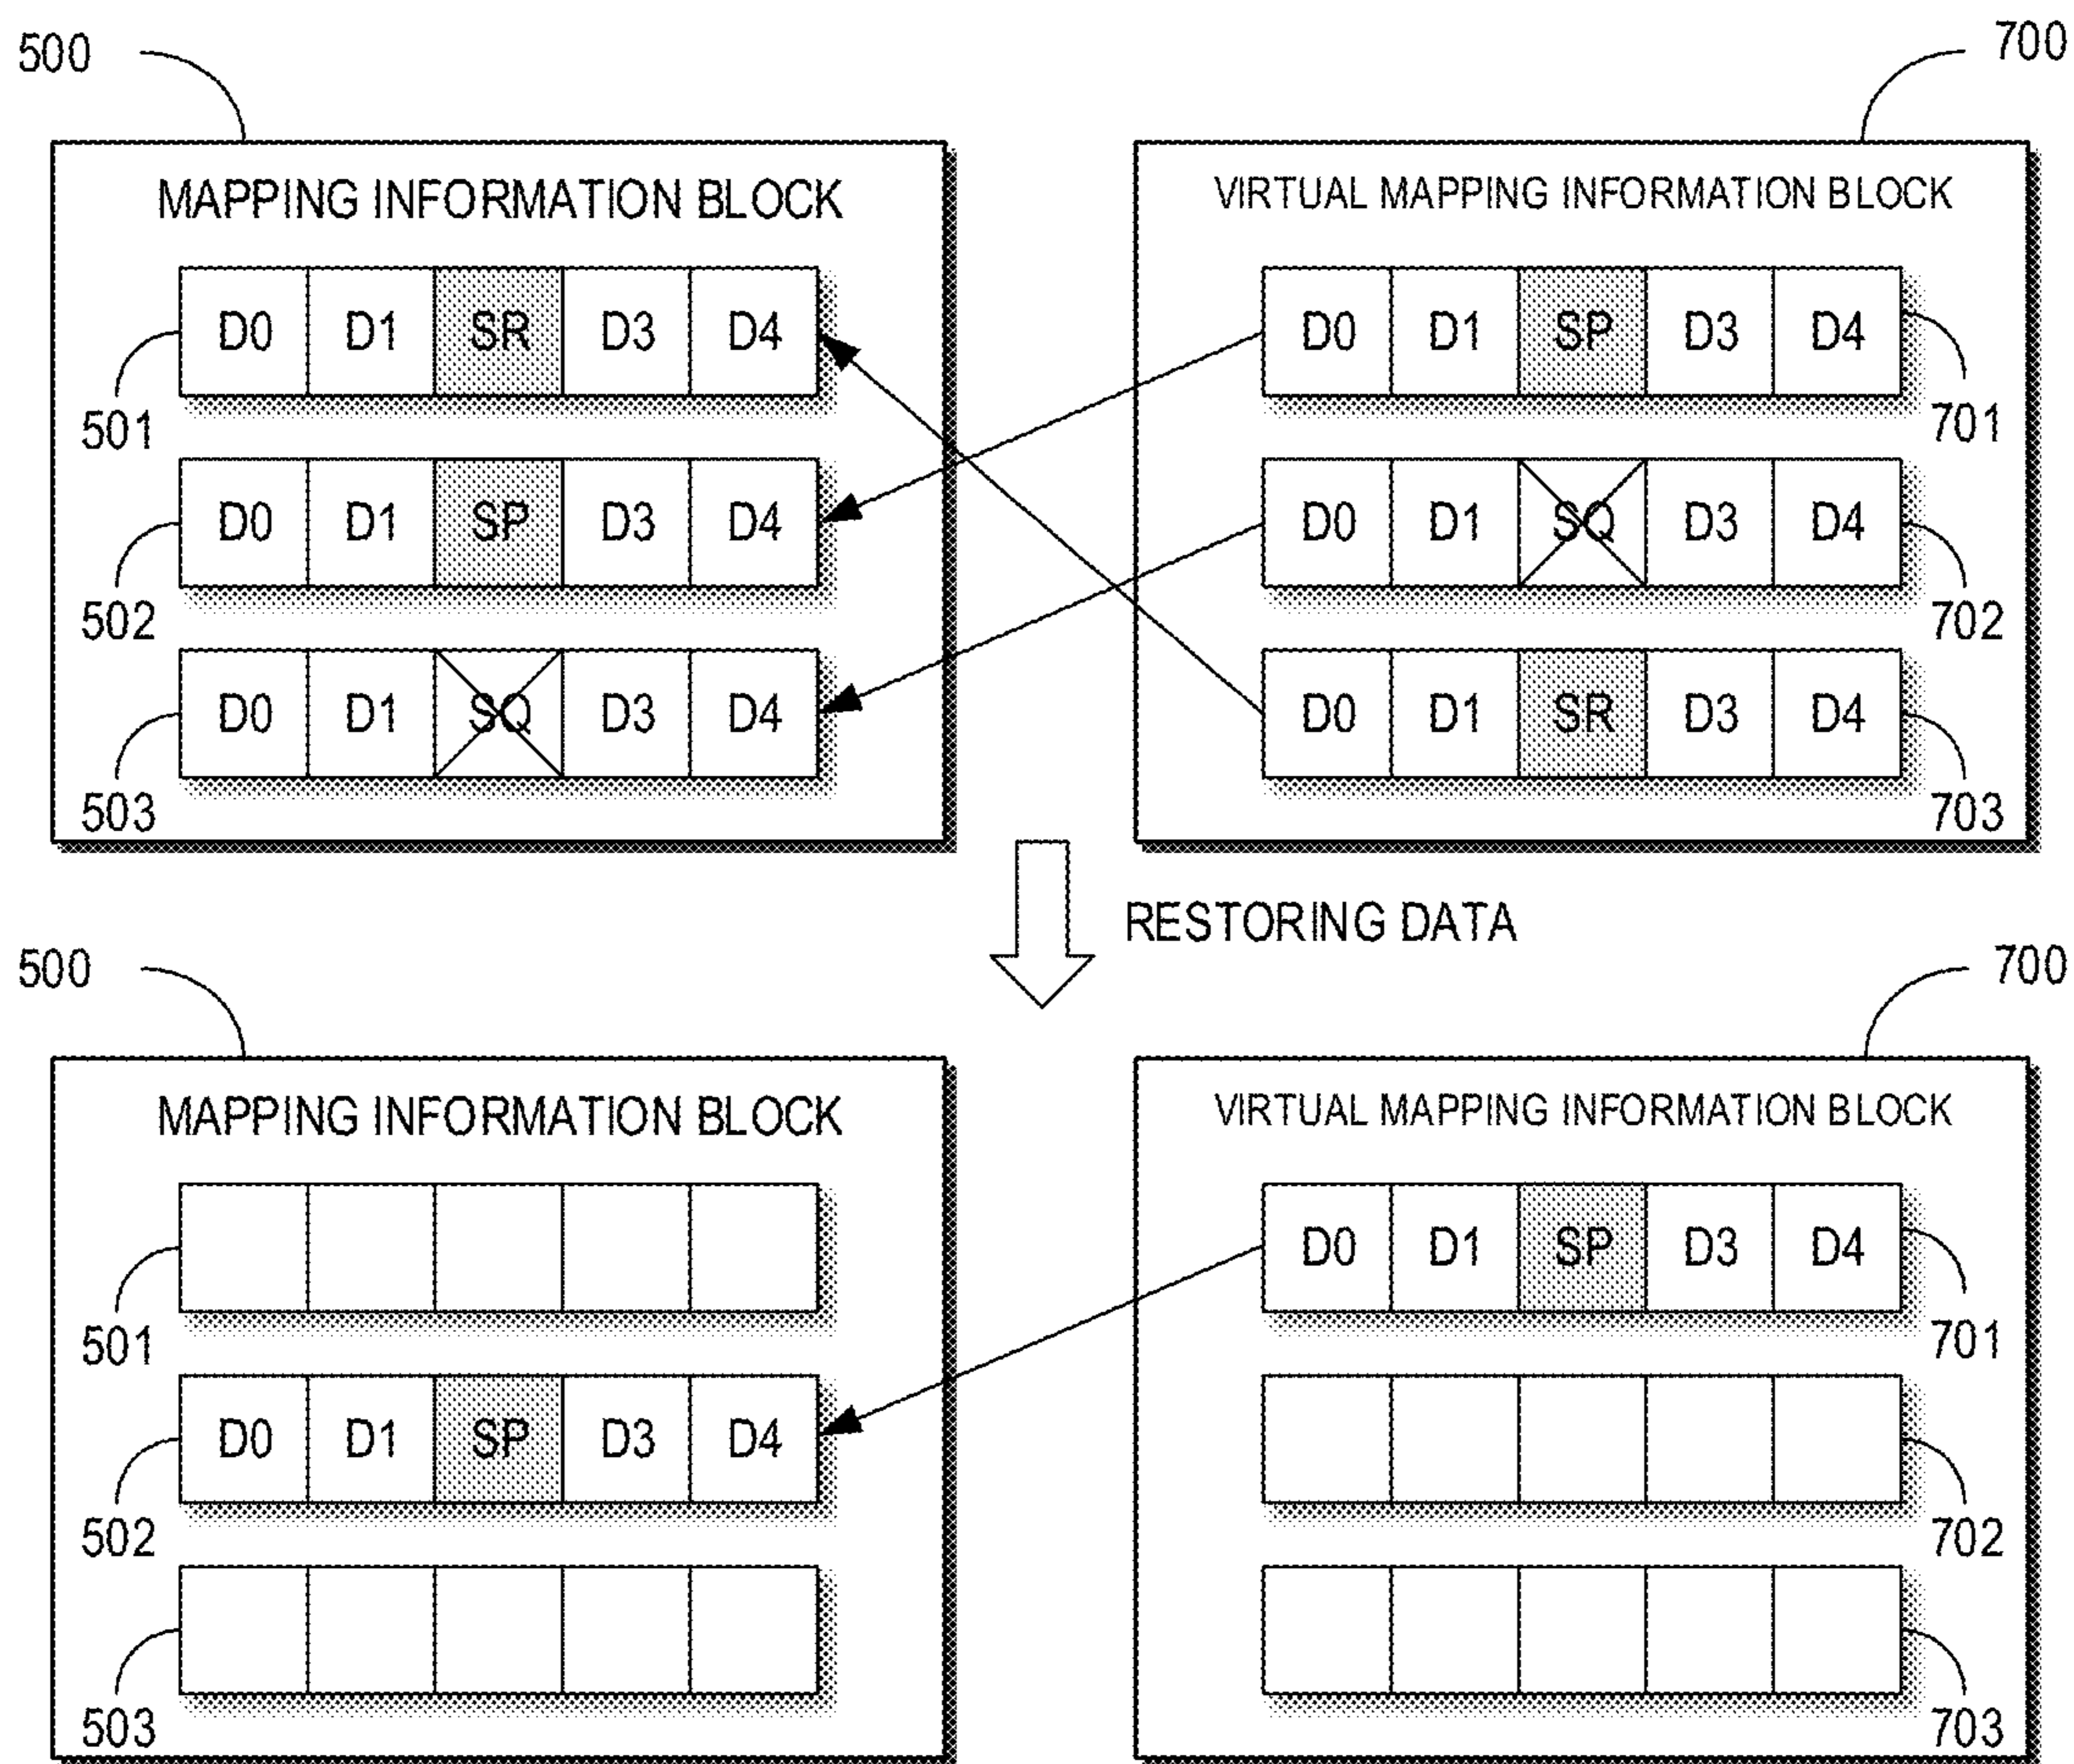 500 700
MAPPING INFORMATION BLOCK VIRTUAL MAPPING INFORMATION BLOCK
D0 D1 SR D3 D4 D0 D1 SP D3 D4
501 701
D0 D1 SP D3 D4 D0 D1 SQ D3 D4
502 702
D0 D1 SQ D3 D4 D0 D1 SR D3 D4
503 703
RESTORING DATA
500 700
MAPPING INFORMATION BLOCK VIRTUAL MAPPING INFORMATION BLOCK
D0 D1 SP D3 D4
501 701
D0 D1 SP D3 D4
502 702
503 703